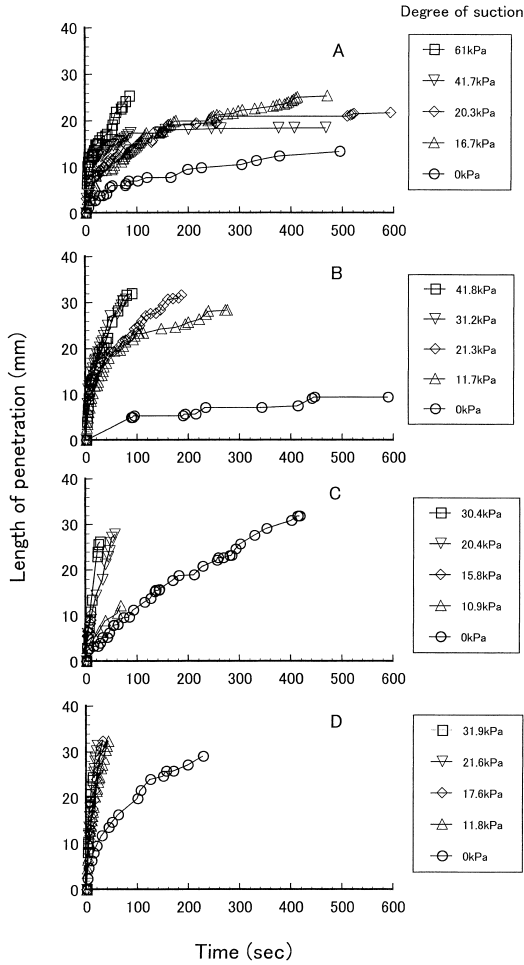 Degree of suction
A
61kPa
41.7kPa
20.3kPa
16.7kPa
0kPa
40
30
20
10
0
0 100 200 300 400 500 600
B
41.8kPa
31.2kPa
21.3kPa
11.7kPa
0kPa
40
30
20
10
0
0 100 200 300 400 500 600
Length of penetration (mm)
C
30.4kPa
20.4kPa
15.8kPa
10.9kPa
0kPa
40
30
20
10
0
0 100 200 300 400 500 600
D
31.9kPa
21.6kPa
17.6kPa
11.8kPa
0kPa
40
30
20
10
0
0 100 200 300 400 500 600
Time (sec)